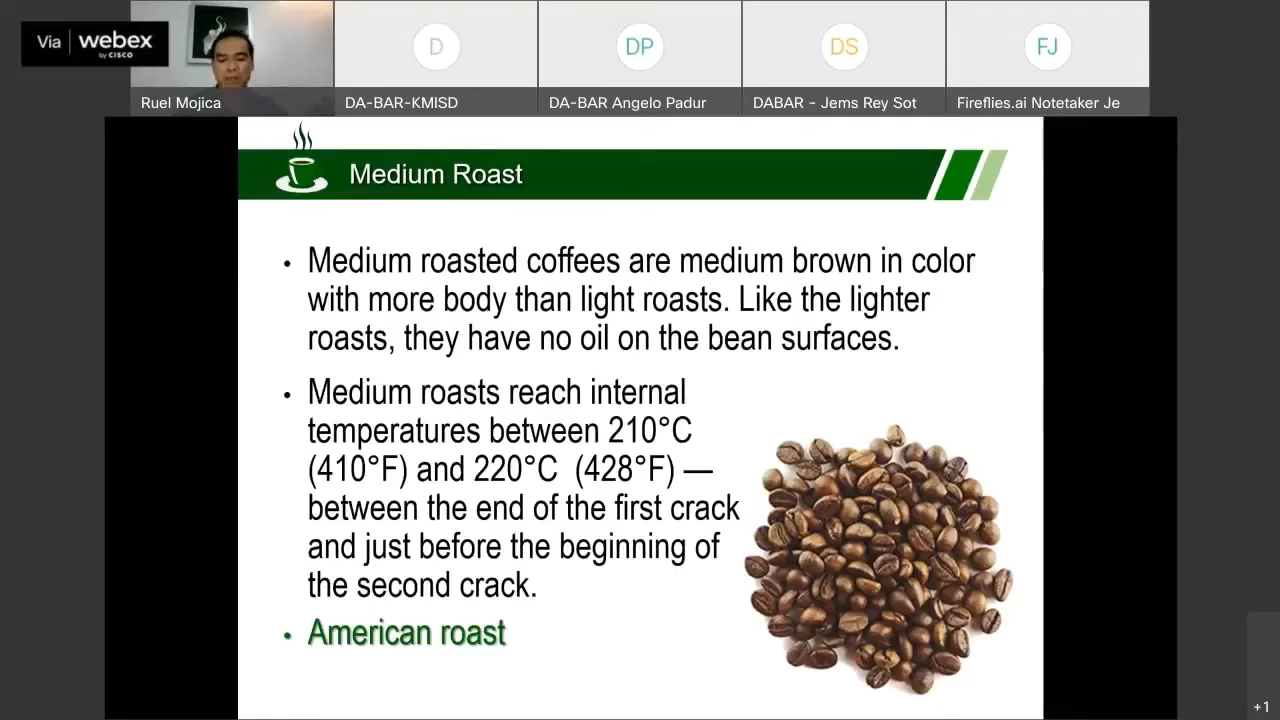 Via webex
by CISCO
Ruel Mojica
D
DA-BAR-KMISD
DP
DA-BAR Angelo Padur
DS
DABAR - Jems Rey Sot
FJ
Fireflies.ai Notetaker Je
Medium Roast
• Medium roasted coffees are medium brown in color
with more body than light roasts. Like the lighter
roasts, they have no oil on the bean surfaces.
• Medium roasts reach internal
temperatures between 210°C
(410°F) and 220°C (428°F) —
between the end of the first crack
and just before the beginning of
the second crack.
• American roast
+1